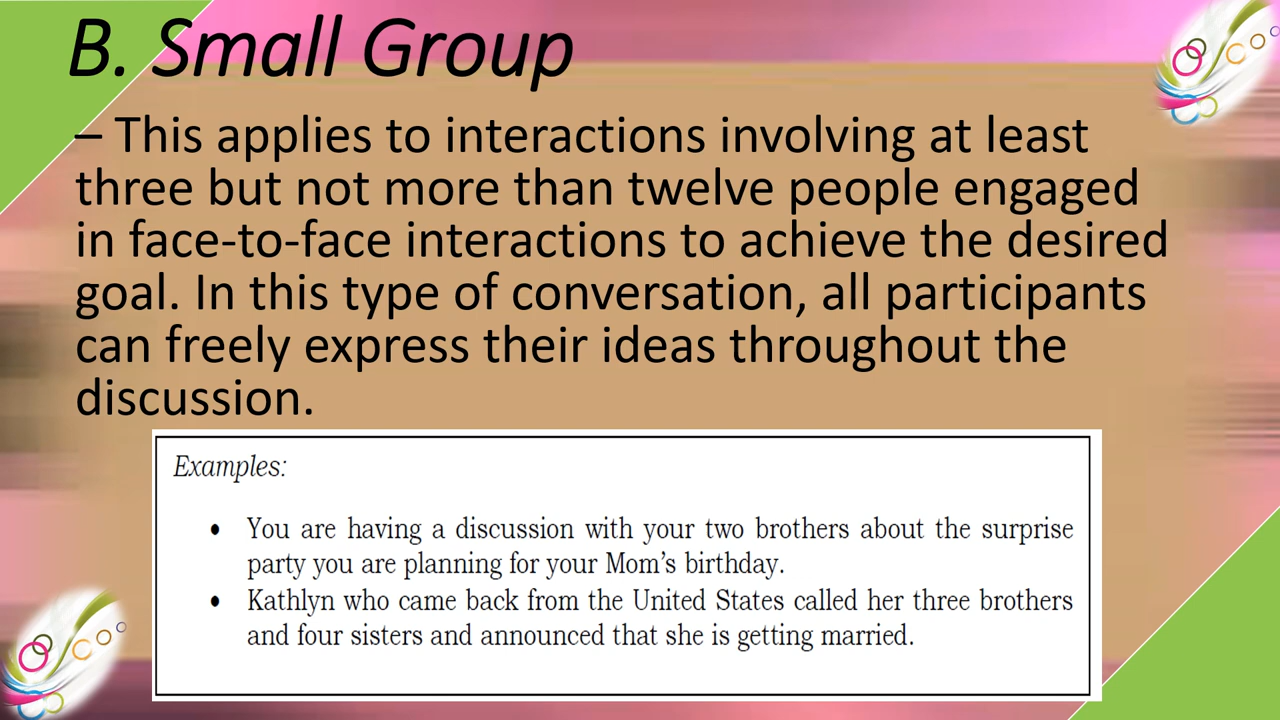 B. Small Group
– This applies to interactions involving at least
three but not more than twelve people engaged
in face-to-face interactions to achieve the desired
goal. In this type of conversation, all participants
can freely express their ideas throughout the
discussion.
Examples:
• You are having a discussion with your two brothers about the surprise
party you are planning for your Mom's birthday.
• Kathlyn who came back from the United States called her three brothers
and four sisters and announced that she is getting married.